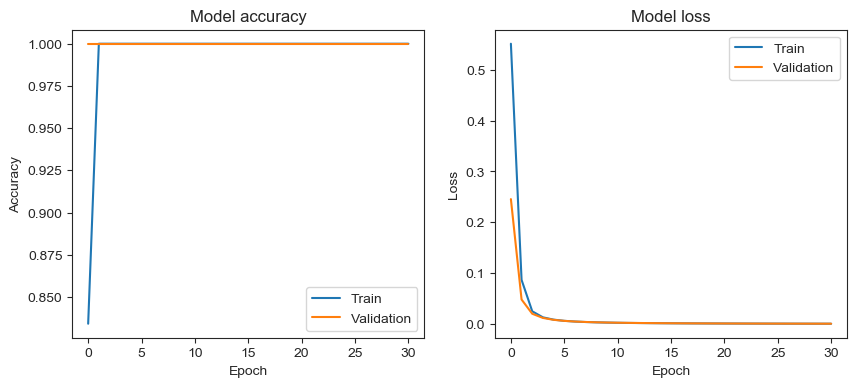 Model accuracy
Accuracy
1.000
0.975
0.950
0.925
0.900
0.875
0.850
0 5 10 15 20 25 30
Epoch
Train
Validation
Model loss
Loss
0.5
0.4
0.3
0.2
0.1
0.0
0 5 10 15 20 25 30
Epoch
Train
Validation